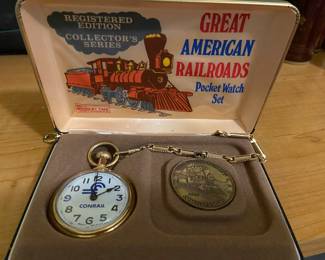 REGISTERED
EDITION
COLLECTOR'S
SERIES
GREAT
AMERICAN
RAILROADS
Pocket Watch
Set
12
1
2
3
4
5
6
7
8
9
10
11
CONRAIL